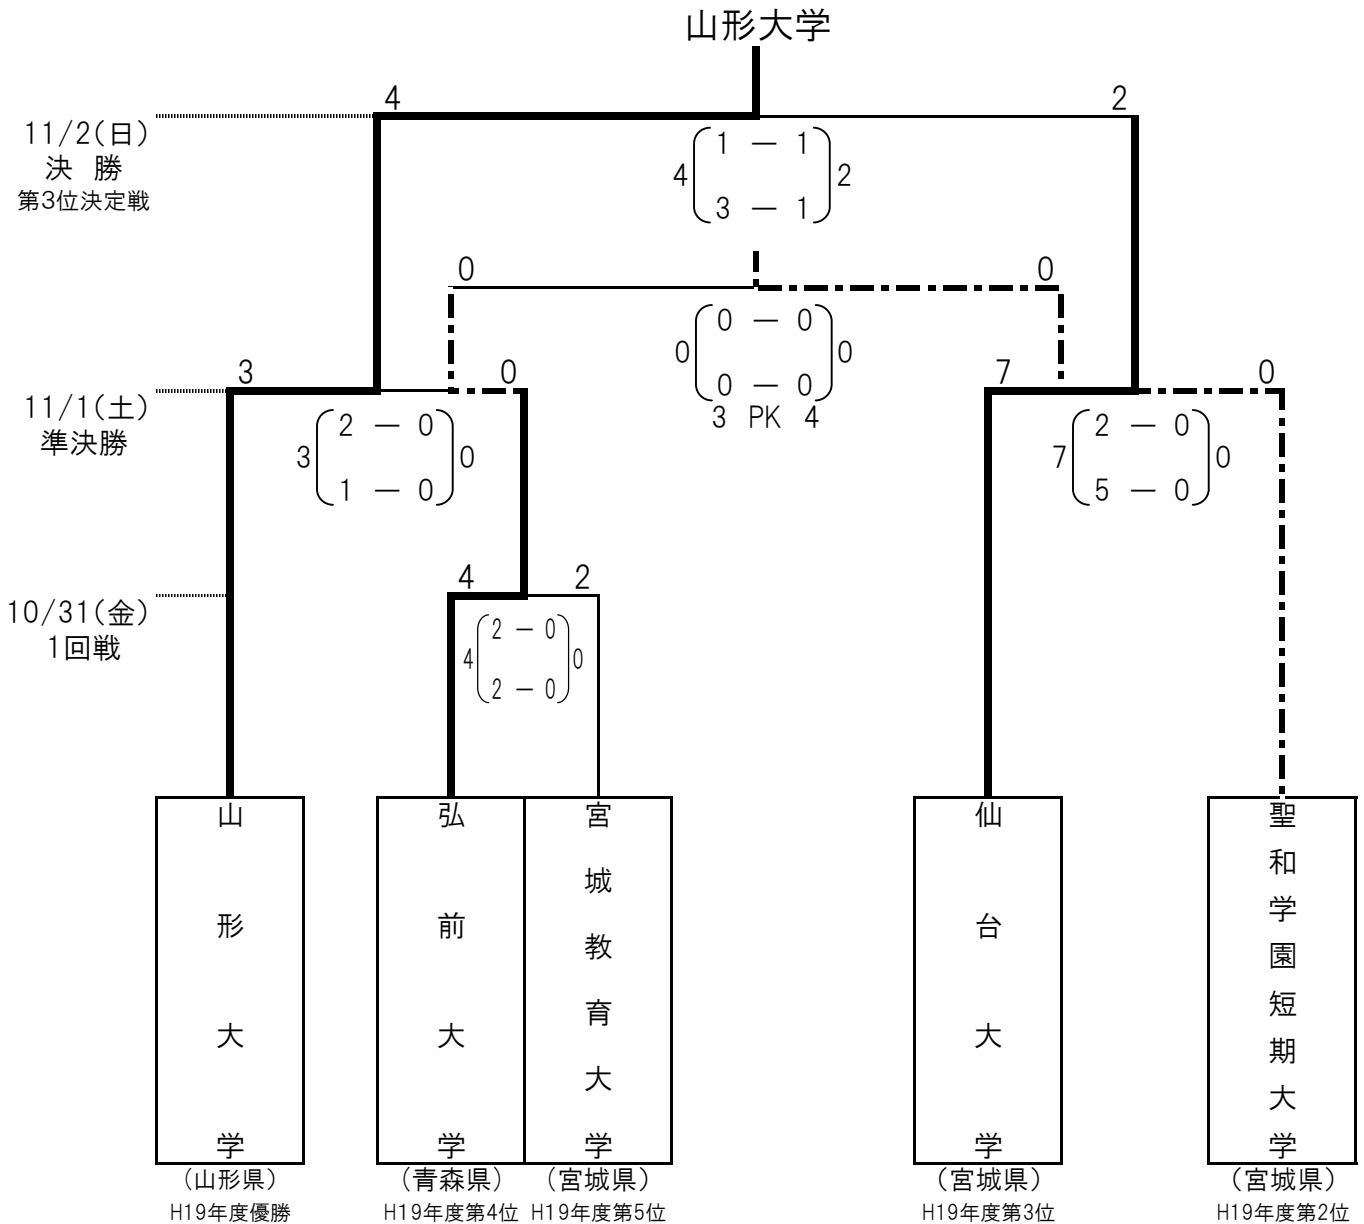 山形大学
4 2
11/2(日)
決 勝
第3位決定戦
1 － 1
4 2
3 － 1
0 0
0 － 0
0 0
0 － 0
3 PK 4
3 0 7 0
11/1(土)
準決勝
2 － 0 2 － 0
3 0 7 0
1 － 0 5 － 0
4 2
10/31(金)
1回戦
2 － 0
4 0
2 － 0
山形大学
弘前大学
宮城教育大学
仙台大学
聖和学園短期大学
(山形県) (青森県) (宮城県) (宮城県) (宮城県)
H19年度優勝 H19年度第4位 H19年度第5位 H19年度第3位 H19年度第2位